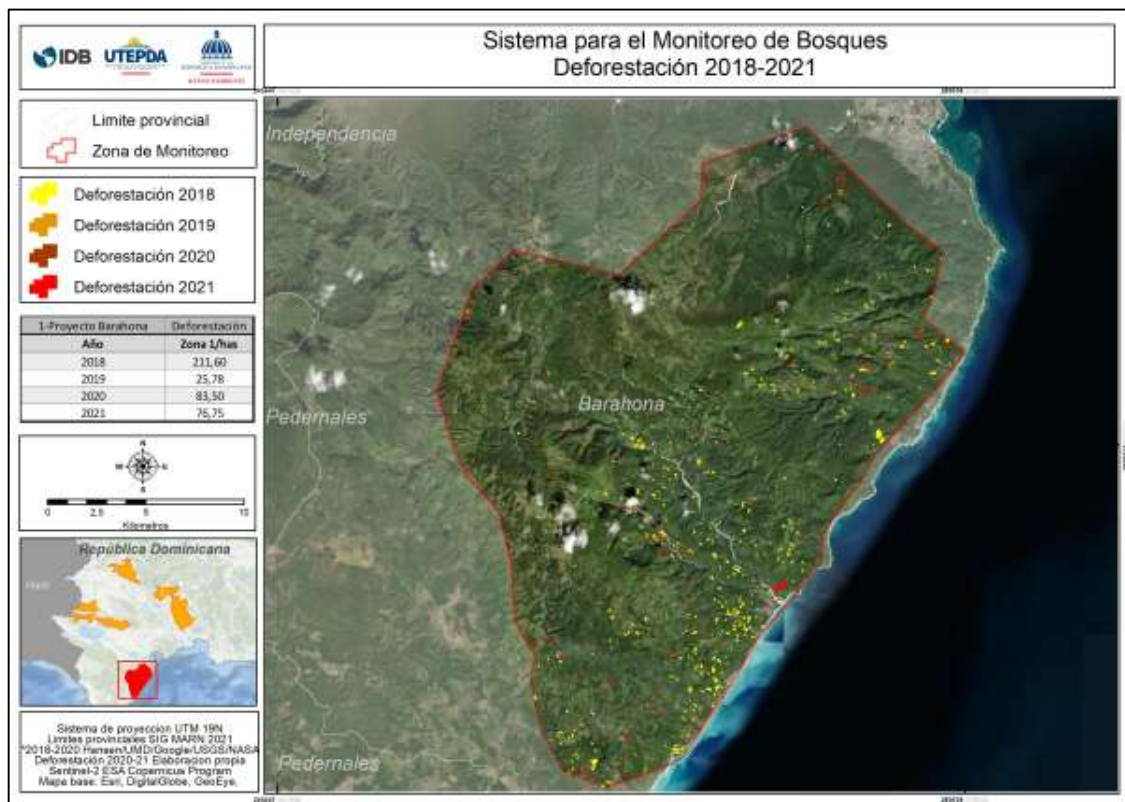 IDB
UTEPDA
Sistema para el Monitoreo de Bosques
Deforestación 2018-2021
Limite provincial
Zona de Monitoreo
Deforestación 2018
Deforestación 2019
Deforestación 2020
Deforestación 2021
1-Proyecto Barahona Deforestación
Año Zona 1/has
2018 211,60
2019 25,78
2020 83,50
2021 76,75
N
S
0 2,5 5 10
Kilometros
República Dominicana
Sistema de proyeccion UTM 19N
Limites provinciales SIG MARN 2021
*2018-2020 Hansen/UMD/Google/USGS/NASA
Deforestación 2020-21 Elaboracion propia
Sentinel-2 ESA Copernicus Program
Mapa base: Esri, DigitalGlobe, GeoEye,
Independencia
Pedernales
Barahona
Pedernales